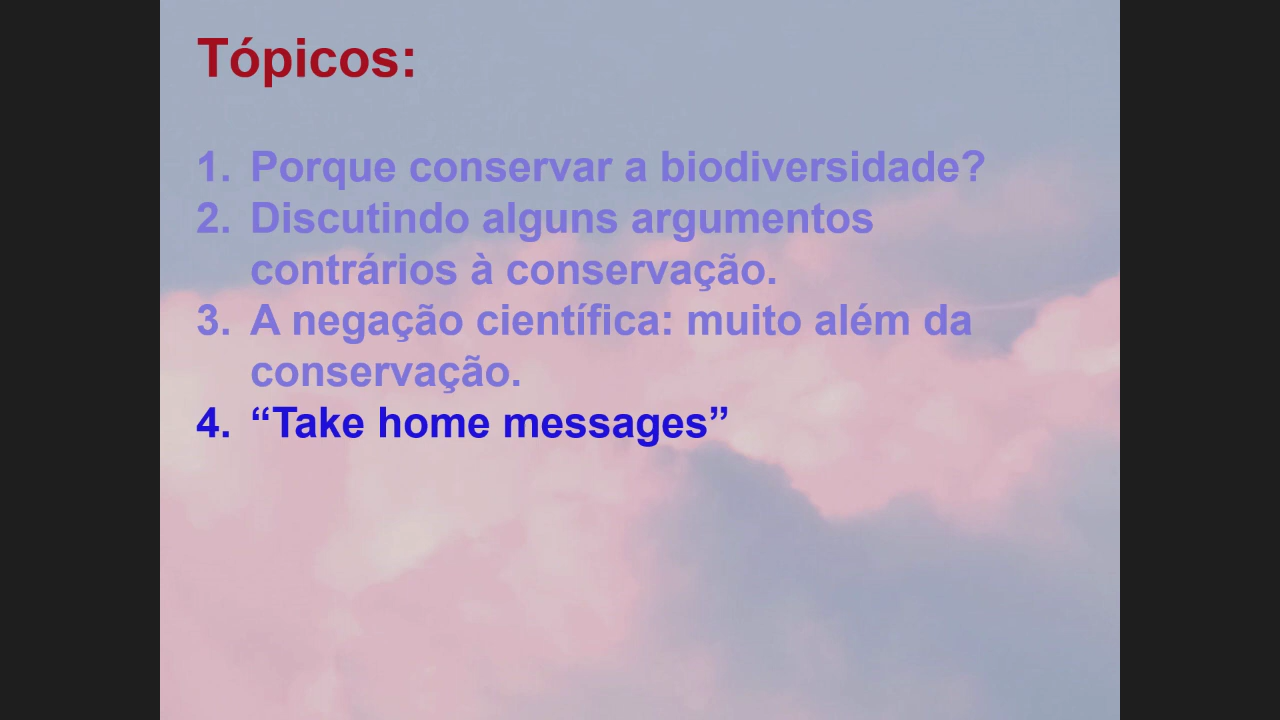 Tópicos:
1. Porque conservar a biodiversidade?
2. Discutindo alguns argumentos
contrários à conservação.
3. A negação científica: muito além da
conservação.
4. “Take home messages”